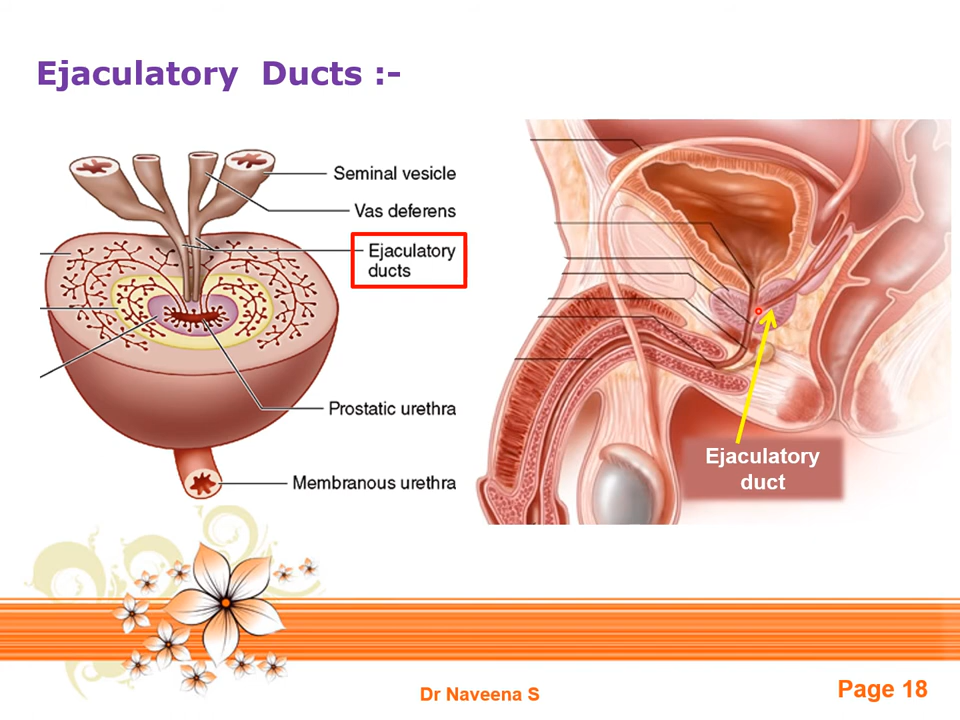 Ejaculatory Ducts :-
Seminal vesicle
Vas deferens
Ejaculatory
ducts
Prostatic urethra
Membranous urethra
Ejaculatory
duct
Dr Naveena S
Page 18